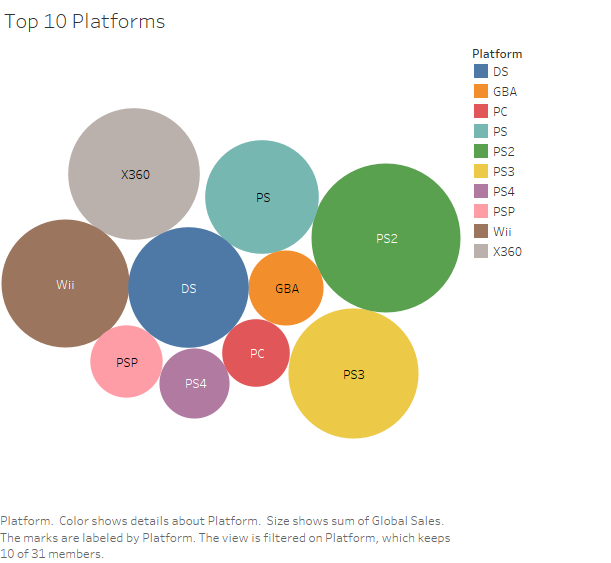 Top 10 Platforms
Platform
DS
GBA
PC
PS
PS2
PS3
PS4
PSP
Wii
X360
X360
PS
PS2
Wii
DS
GBA
PSP
PS4
PC
PS3
Platform.  Color shows details about Platform.  Size shows sum of Global Sales.
The marks are labeled by Platform. The view is filtered on Platform, which keeps
10 of 31 members.